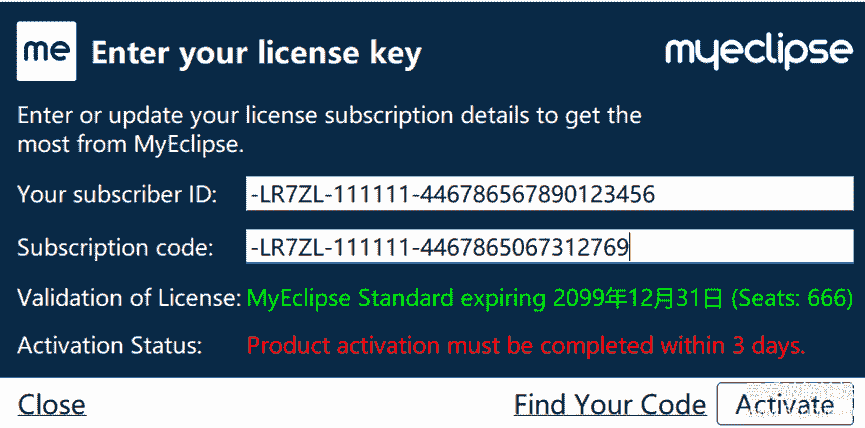 me Enter your license key myeclipse
Enter or update your license subscription details to get the
most from MyEclipse.
Your subscriber ID: -LR7ZL-111111-446786567890123456
Subscription code: -LR7ZL-111111-4467865067312769
Validation of License: MyEclipse Standard expiring 2099年12月31日 (Seats: 666)
Activation Status: Product activation must be completed within 3 days.
Close Find Your Code Activate